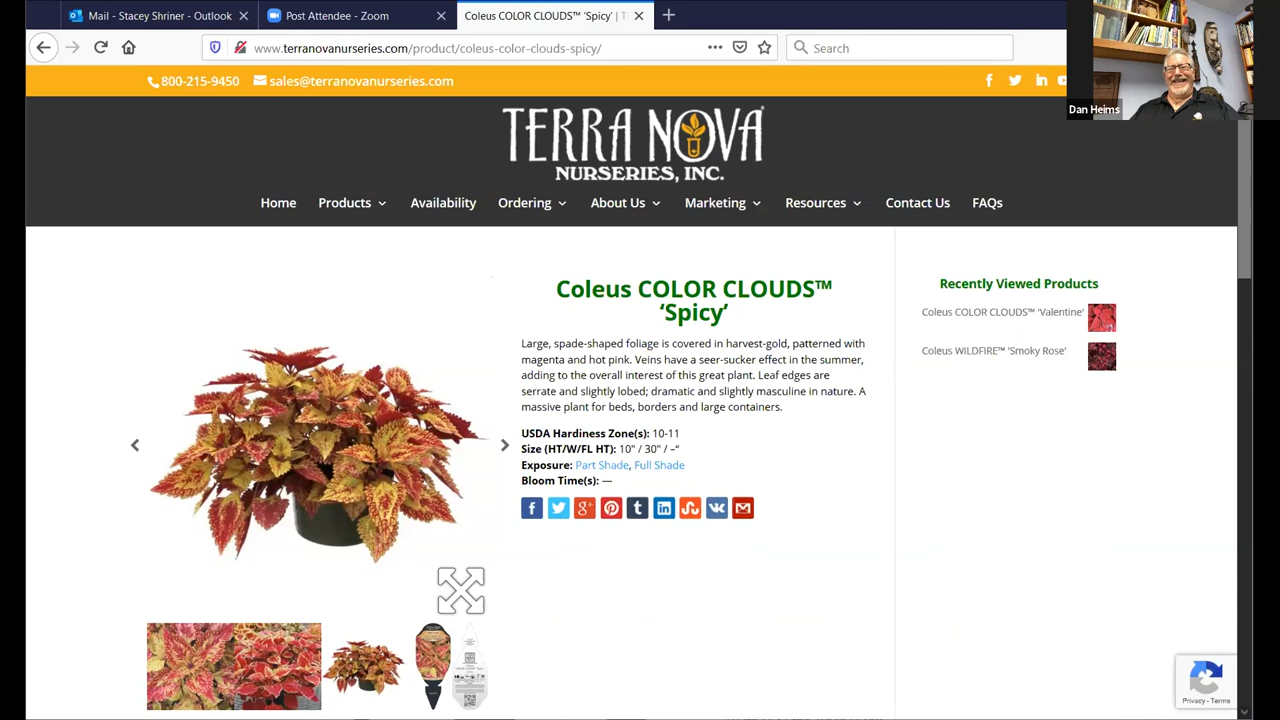 Mail - Stacey Shriner - Outlook
Post Attendee - Zoom
Coleus COLOR CLOUDS™ ‘Spicy’ | T
www.terranovanurseries.com/product/coleus-color-clouds-spicy/
Search
Dan Heims
800-215-9450
sales@terranovanurseries.com
TERRA NOVA®
NURSERIES, INC.
Home
Products
Availability
Ordering
About Us
Marketing
Resources
Contact Us
FAQs
Coleus COLOR CLOUDS™
‘Spicy’
Large, spade-shaped foliage is covered in harvest-gold, patterned with
magenta and hot pink. Veins have a seer-sucker effect in the summer,
adding to the overall interest of this great plant. Leaf edges are
serrate and slightly lobed; dramatic and slightly masculine in nature. A
massive plant for beds, borders and large containers.
USDA Hardiness Zone(s): 10-11
Size (HT/W/FL HT): 10" / 30" / –“
Exposure: Part Shade, Full Shade
Bloom Time(s): —
Recently Viewed Products
Coleus COLOR CLOUDS™ 'Valentine'
Coleus WILDFIRE™ 'Smoky Rose'
Privacy - Terms